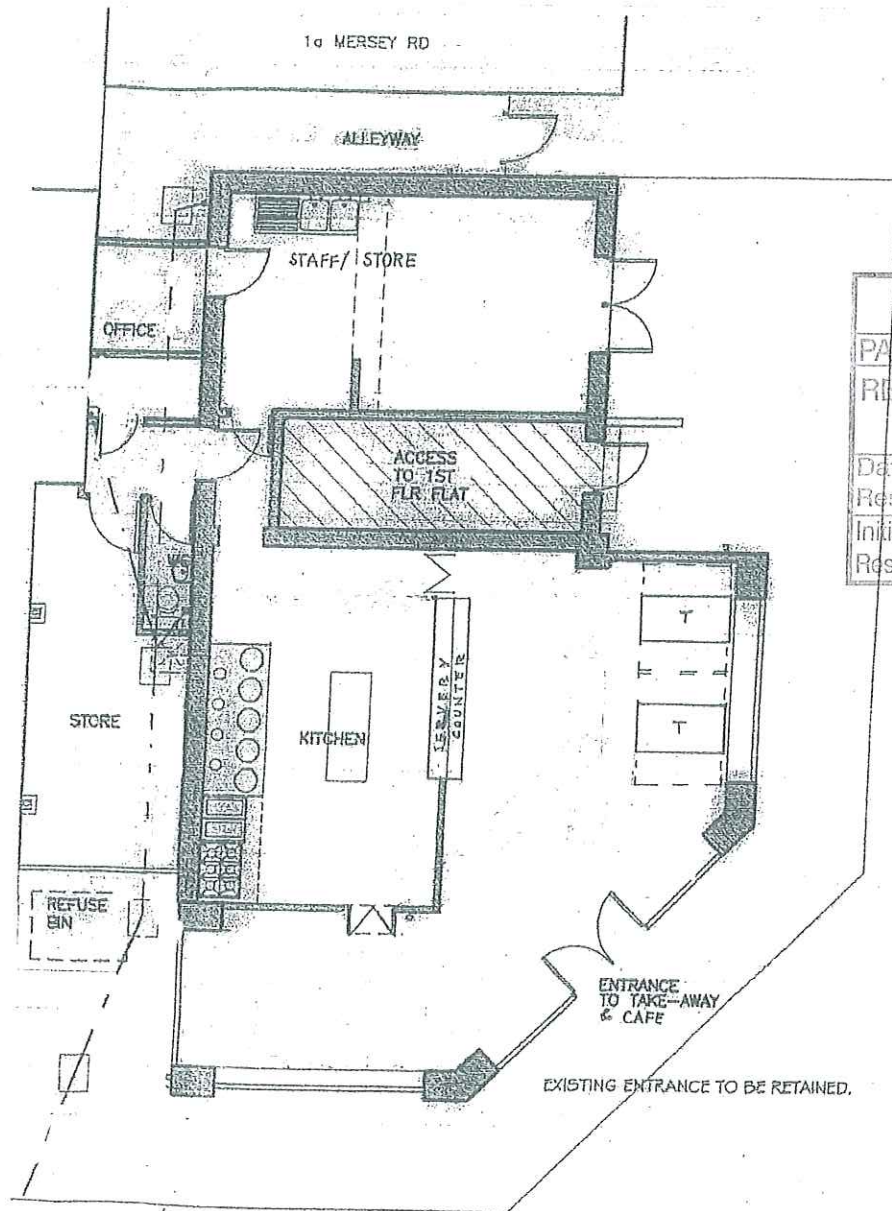 1a MERSEY RD
ALLEYWAY
STAFF/ STORE
OFFICE
PA
RE
ACCESS
TO 1ST
FLR FLAT
Da
Res
Initi
Res
T
SERVERY
COUNTER
STORE
KITCHEN
T
REFUSE
BIN
ENTRANCE
TO TAKE-AWAY
& CAFE
EXISTING ENTRANCE TO BE RETAINED.